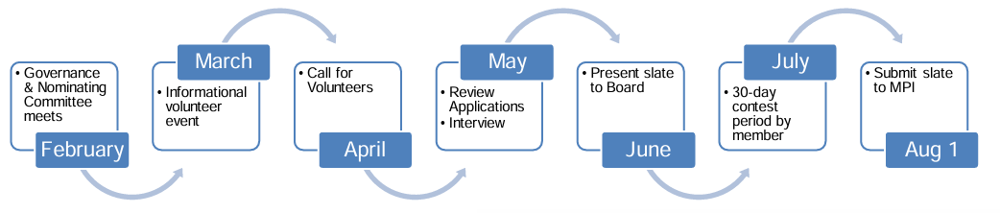 • Governance
& Nominating
Committee
meets
February
March
• Informational
volunteer
event
• Call for
Volunteers
April
May
• Review
Applications
• Interview
• Present slate
to Board
June
July
• 30-day
contest
period by
member
• Submit slate
to MPI
Aug 1